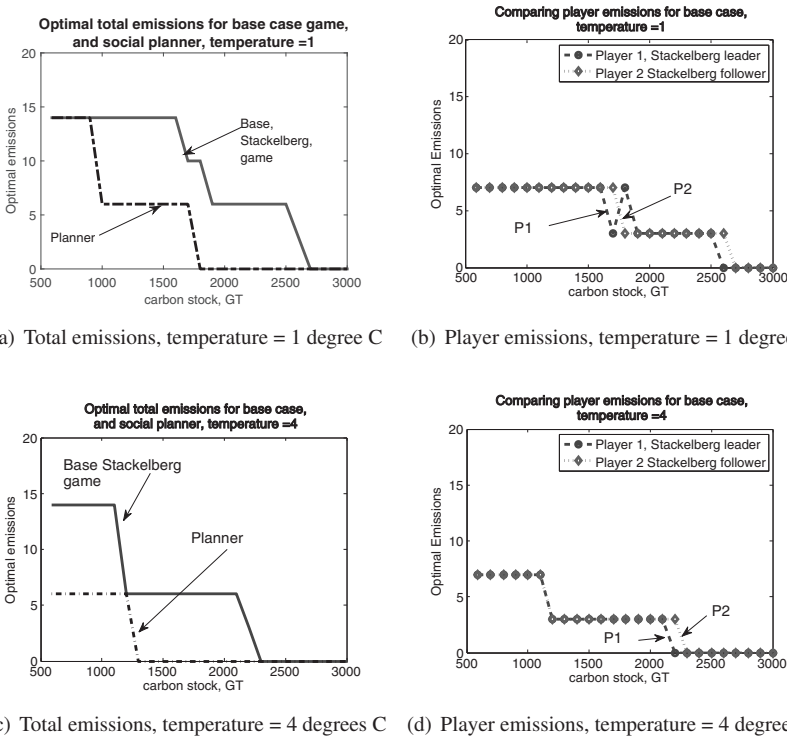 Optimal total emissions for base case game,
and social planner, temperature =1
20
15
10
5
0
Optimal emissions
Base,
Stackelberg,
game
Planner
500 1000 1500 2000 2500 3000
carbon stock, GT
a) Total emissions, temperature = 1 degree C
Comparing player emissions for base case,
temperature =1
20
15
10
5
0
Optimal Emissions
Player 1, Stackelberg leader
Player 2 Stackelberg follower
P1
P2
500 1000 1500 2000 2500 3000
carbon stock, GT
(b) Player emissions, temperature = 1 degree
Optimal total emissions for base case,
and social planner, temperature =4
20
15
10
5
0
Optimal emissions
Base Stackelberg
game
Planner
500 1000 1500 2000 2500 3000
carbon stock, GT
c) Total emissions, temperature = 4 degrees C
Comparing player emissions for base case,
temperature =4
20
15
10
5
0
Optimal Emissions
Player 1, Stackelberg leader
Player 2 Stackelberg follower
P1
P2
500 1000 1500 2000 2500 3000
carbon stock, GT
(d) Player emissions, temperature = 4 degree